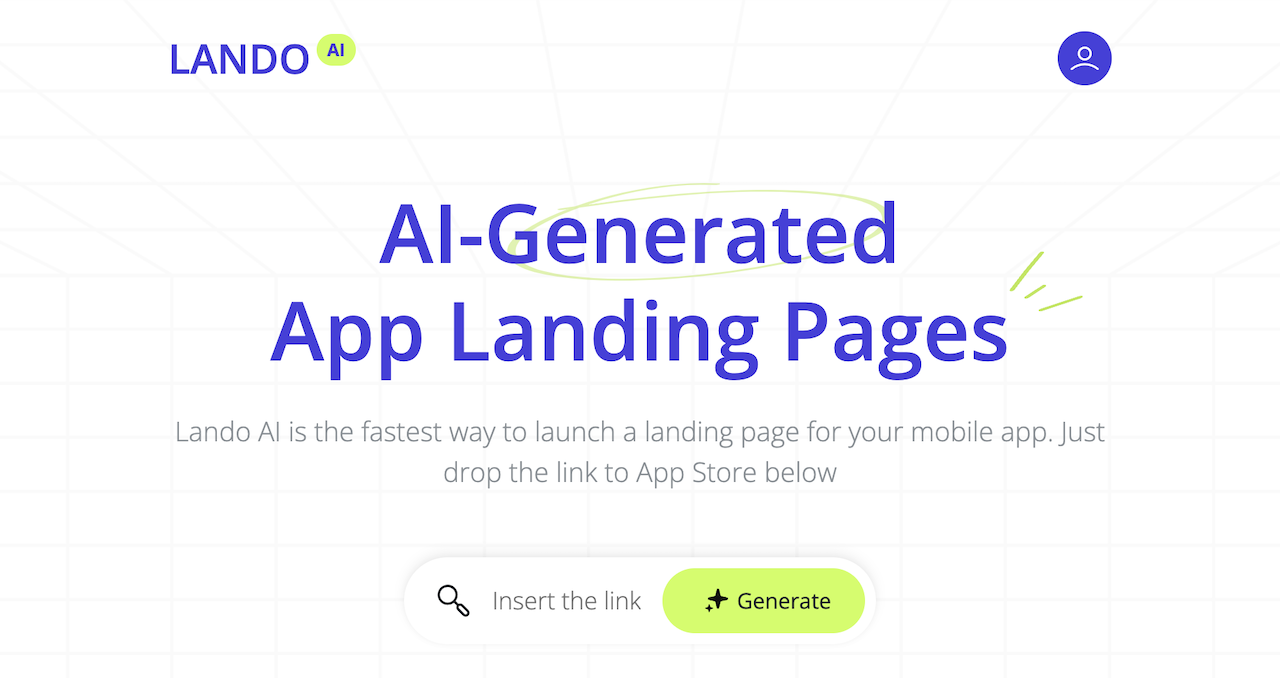 LANDO AI
AI-Generated
App Landing Pages
Lando AI is the fastest way to launch a landing page for your mobile app. Just
drop the link to App Store below
Insert the link
Generate